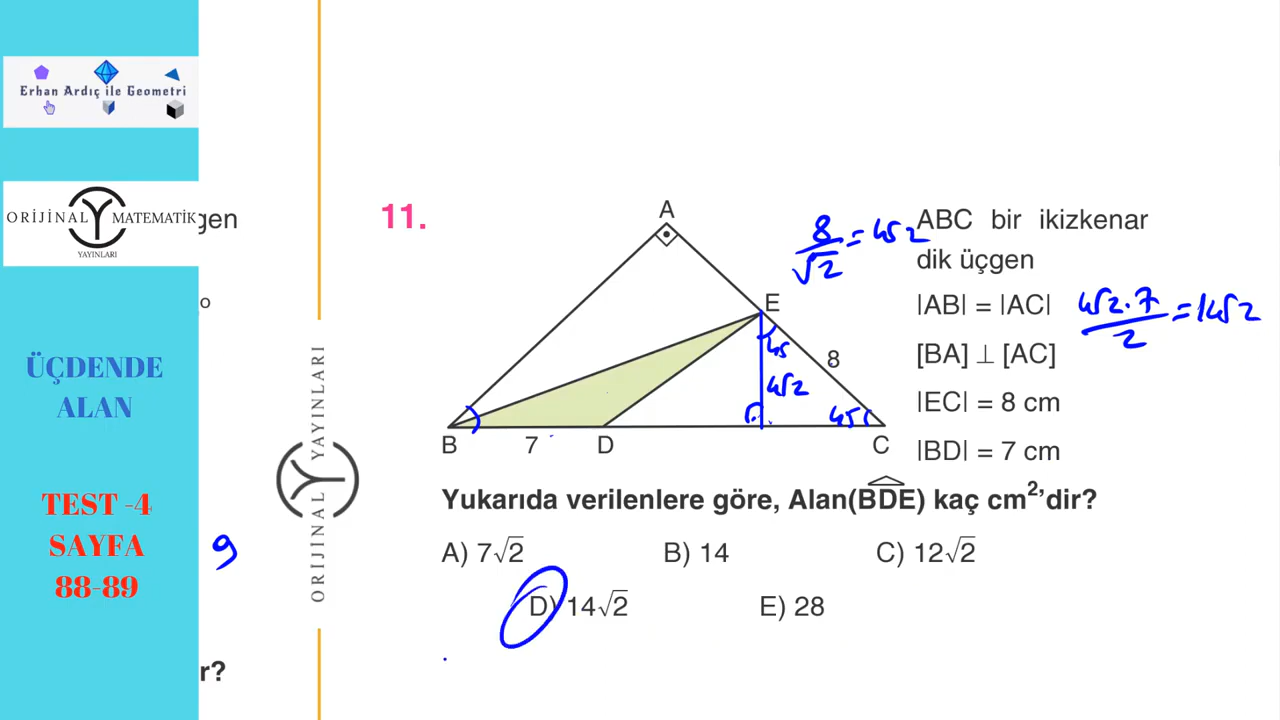 Erhan Ardıç ile Geometri
ORİJİNAL Y MATEMATİK
YAYINLARI
gen
o
ÜÇDENDE
ALAN
TEST -4
SAYFA
88-89
9
r?
ORİJİNAL YAYINLARI
11.
A
B
C
D
E
7
8
45
4√2
45
8/√2 = 4√2
ABC bir ikizkenar
dik üçgen
|AB| = |AC|
4√2·7/2 = 14√2
[BA] ⊥ [AC]
|EC| = 8 cm
|BD| = 7 cm
Yukarıda verilenlere göre, Alan(BDE) kaç cm²'dir?
A) 7√2 B) 14 C) 12√2
D) 14√2 E) 28